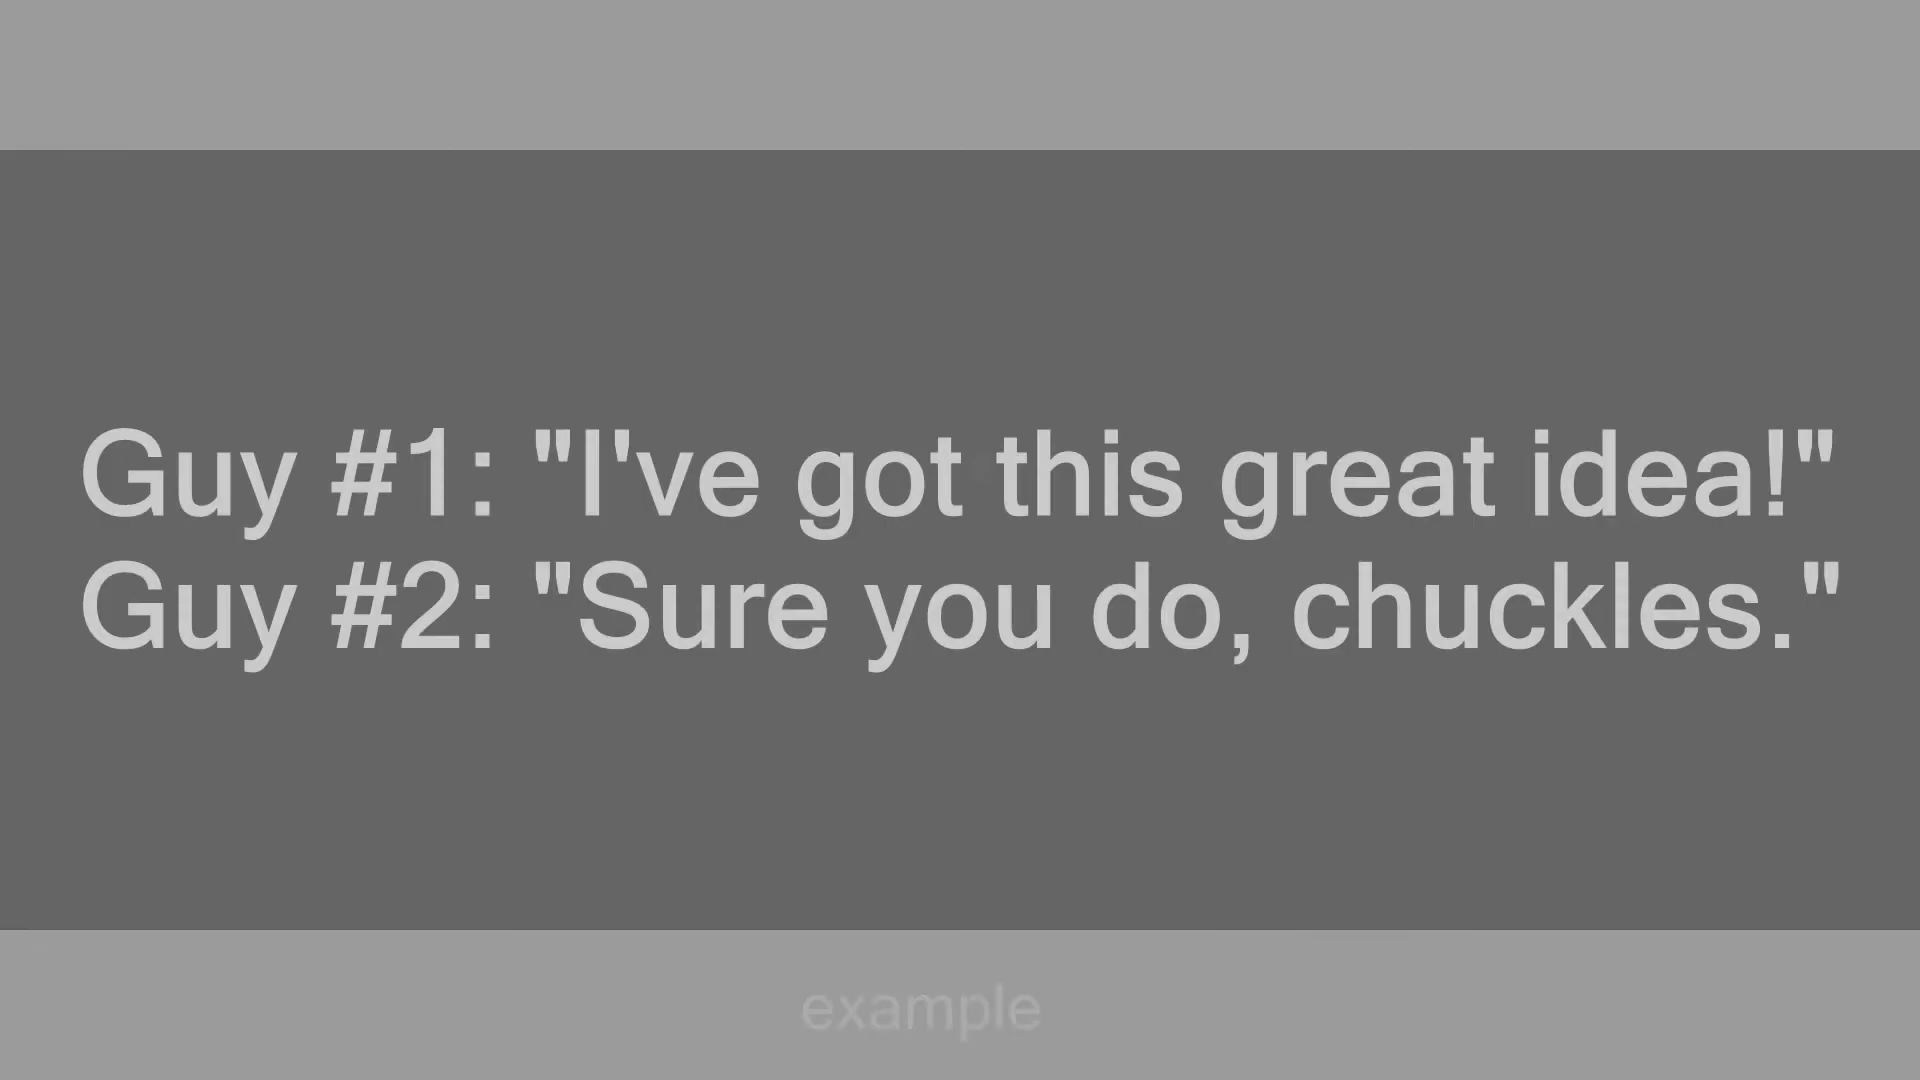 Guy #1: "I've got this great idea!"
Guy #2: "Sure you do, chuckles."
example